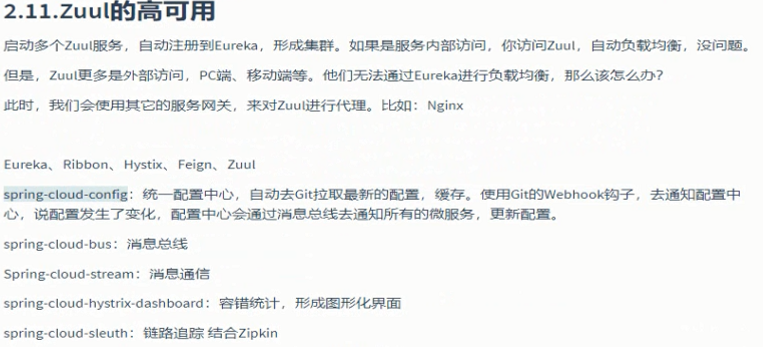 2.11.Zuul的高可用
启动多个Zuul服务，自动注册到Eureka，形成集群。如果是服务内部访问，你访问Zuul，自动负载均衡，没问题。
但是，Zuul更多是外部访问，PC端、移动端等。他们无法通过Eureka进行负载均衡，那么该怎么办？
此时，我们会使用其它的服务网关，来对Zuul进行代理。比如：Nginx
Eureka、Ribbon、Hystix、Feign、Zuul
spring-cloud-config：统一配置中心，自动去Git拉取最新的配置，缓存。使用Git的Webhook钩子，去通知配置中
心，说配置发生了变化，配置中心会通过消息总线去通知所有的微服务，更新配置。
spring-cloud-bus：消息总线
Spring-cloud-stream：消息通信
spring-cloud-hystrix-dashboard：容错统计，形成图形化界面
spring-cloud-sleuth：链路追踪 结合Zipkin